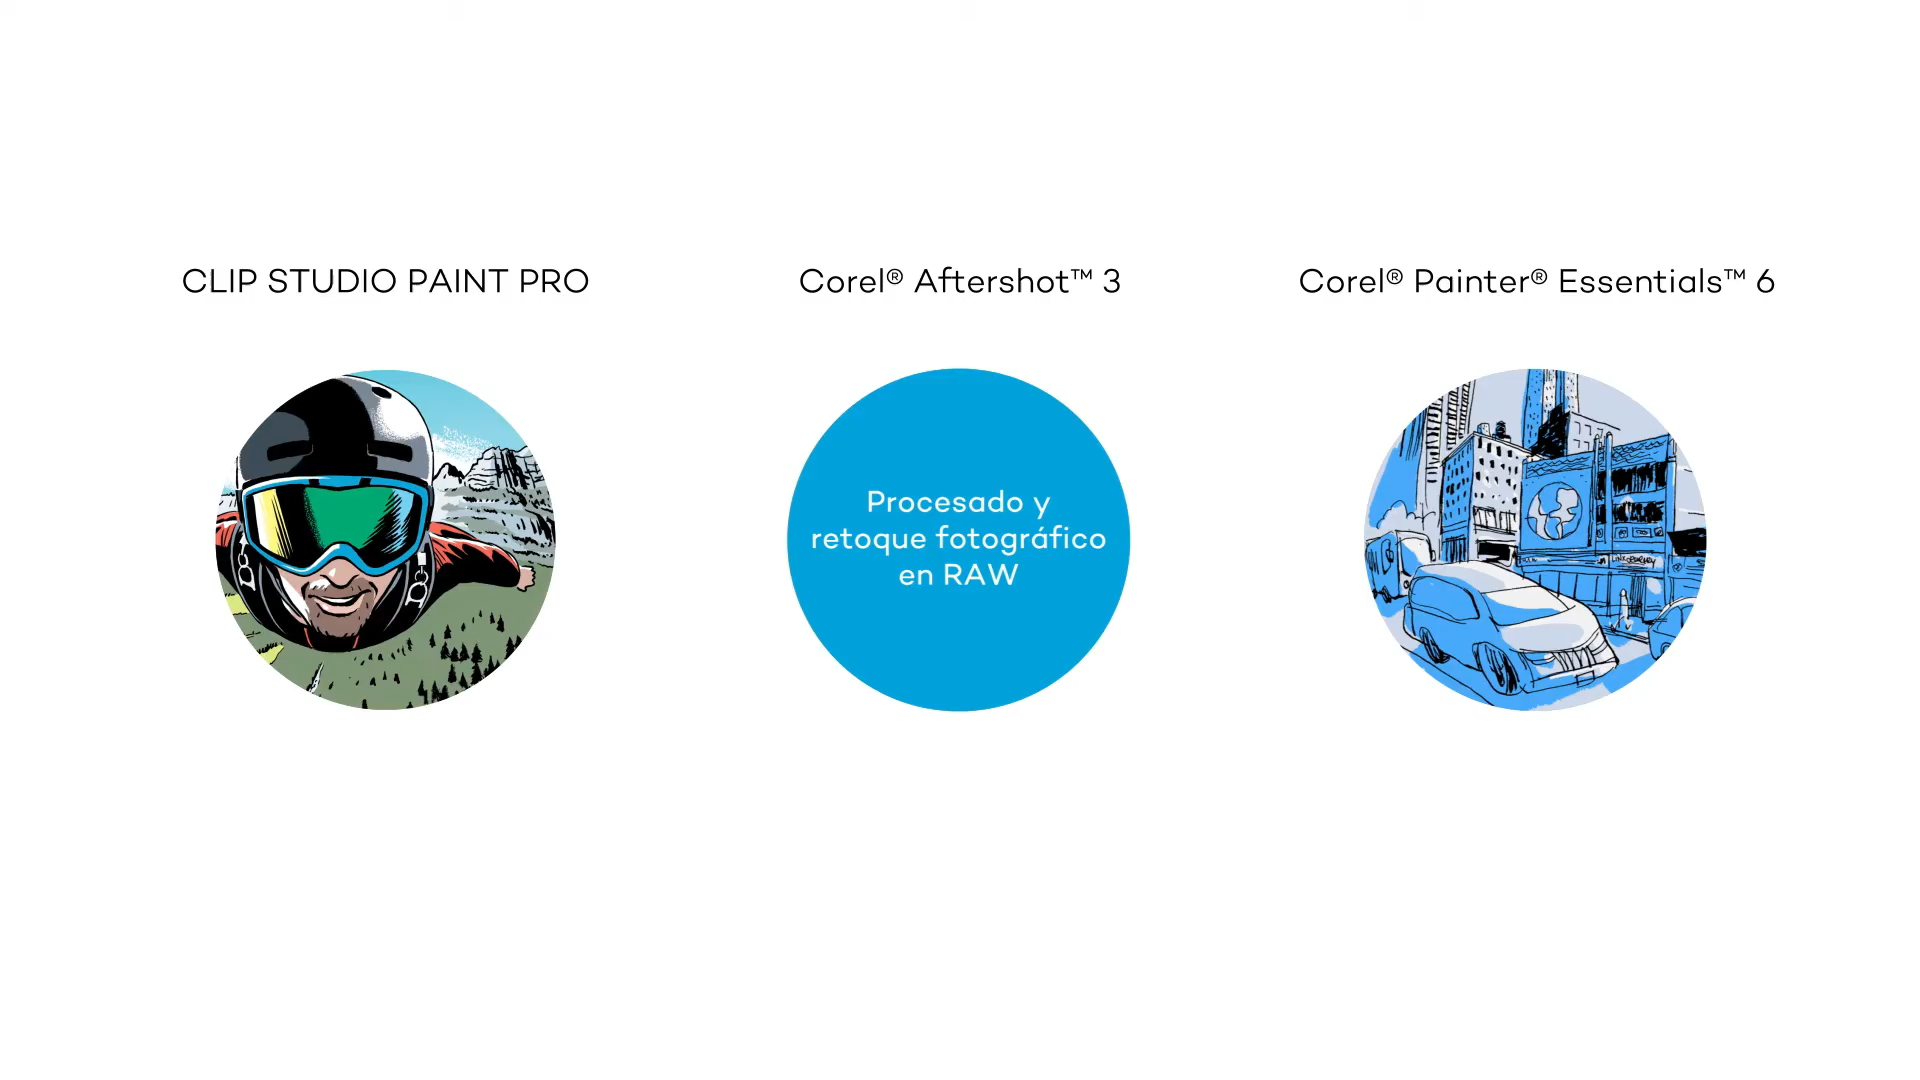 CLIP STUDIO PAINT PRO
Corel® Aftershot™ 3
Corel® Painter® Essentials™ 6
Procesado y
retoque fotográfico
en RAW